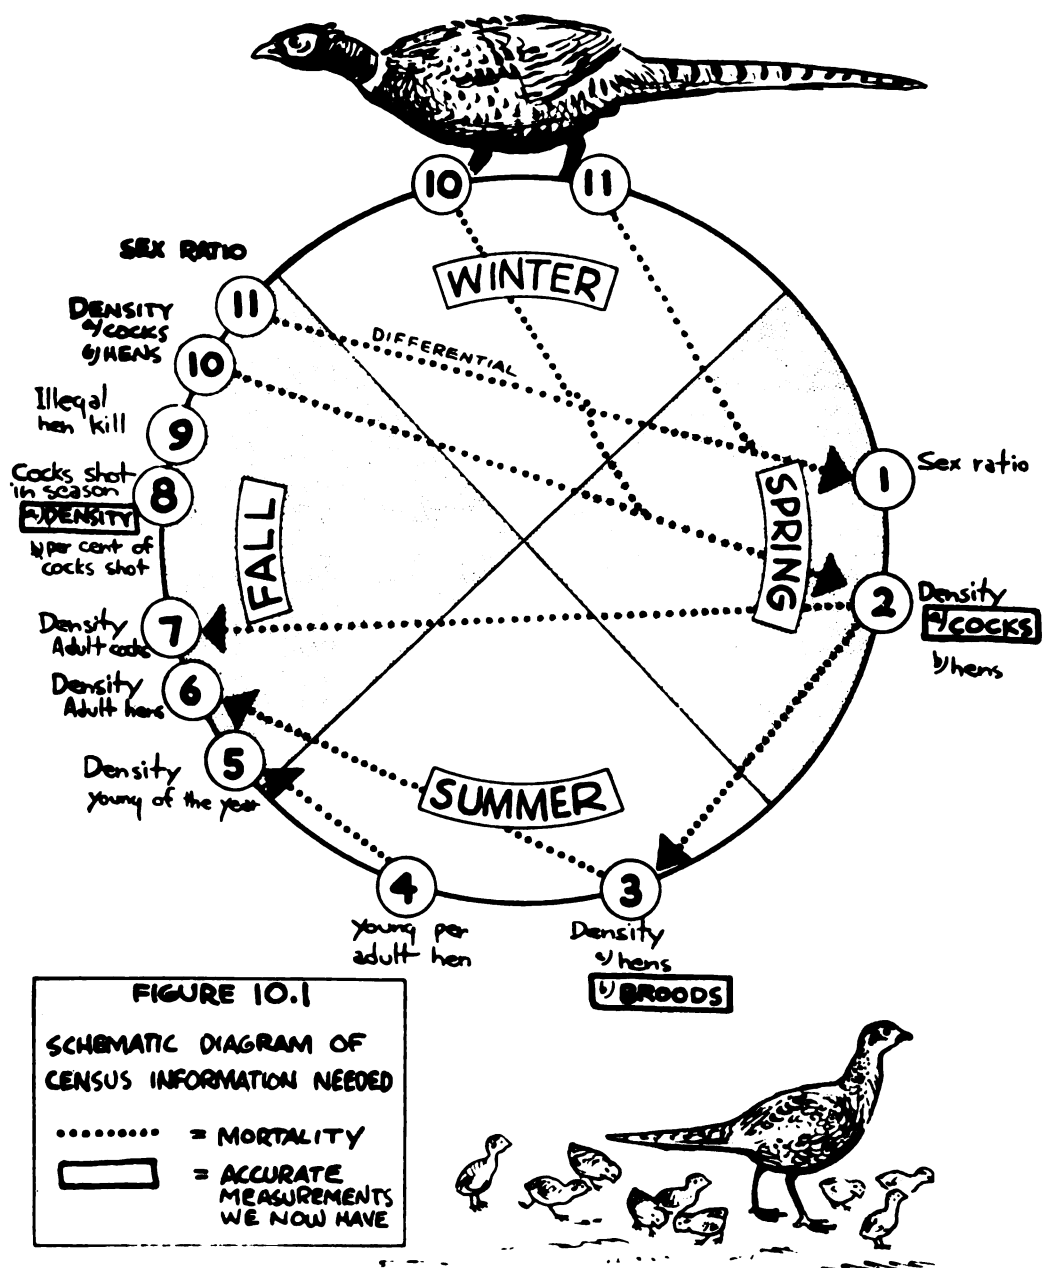 10
11
WINTER
SEX RATIO
11
DENSITY
a) COCKS
b) HENS
10
DIFFERENTIAL
Illegal
hen kill
9
Cocks shot
in season
a) DENSITY
b) per cent of
cocks shot
8
FALL
SPRING
1
Sex ratio
2
Density
a) COCKS
b) hens
Density
Adult cocks
7
Density
Adult hens
6
Density
young of the year
5
SUMMER
4
Young per
adult hen
3
Density
a) hens
b) BROODS
FIGURE 10.1
SCHEMATIC DIAGRAM OF
CENSUS INFORMATION NEEDED
= MORTALITY
= ACCURATE
MEASUREMENTS
WE NOW HAVE